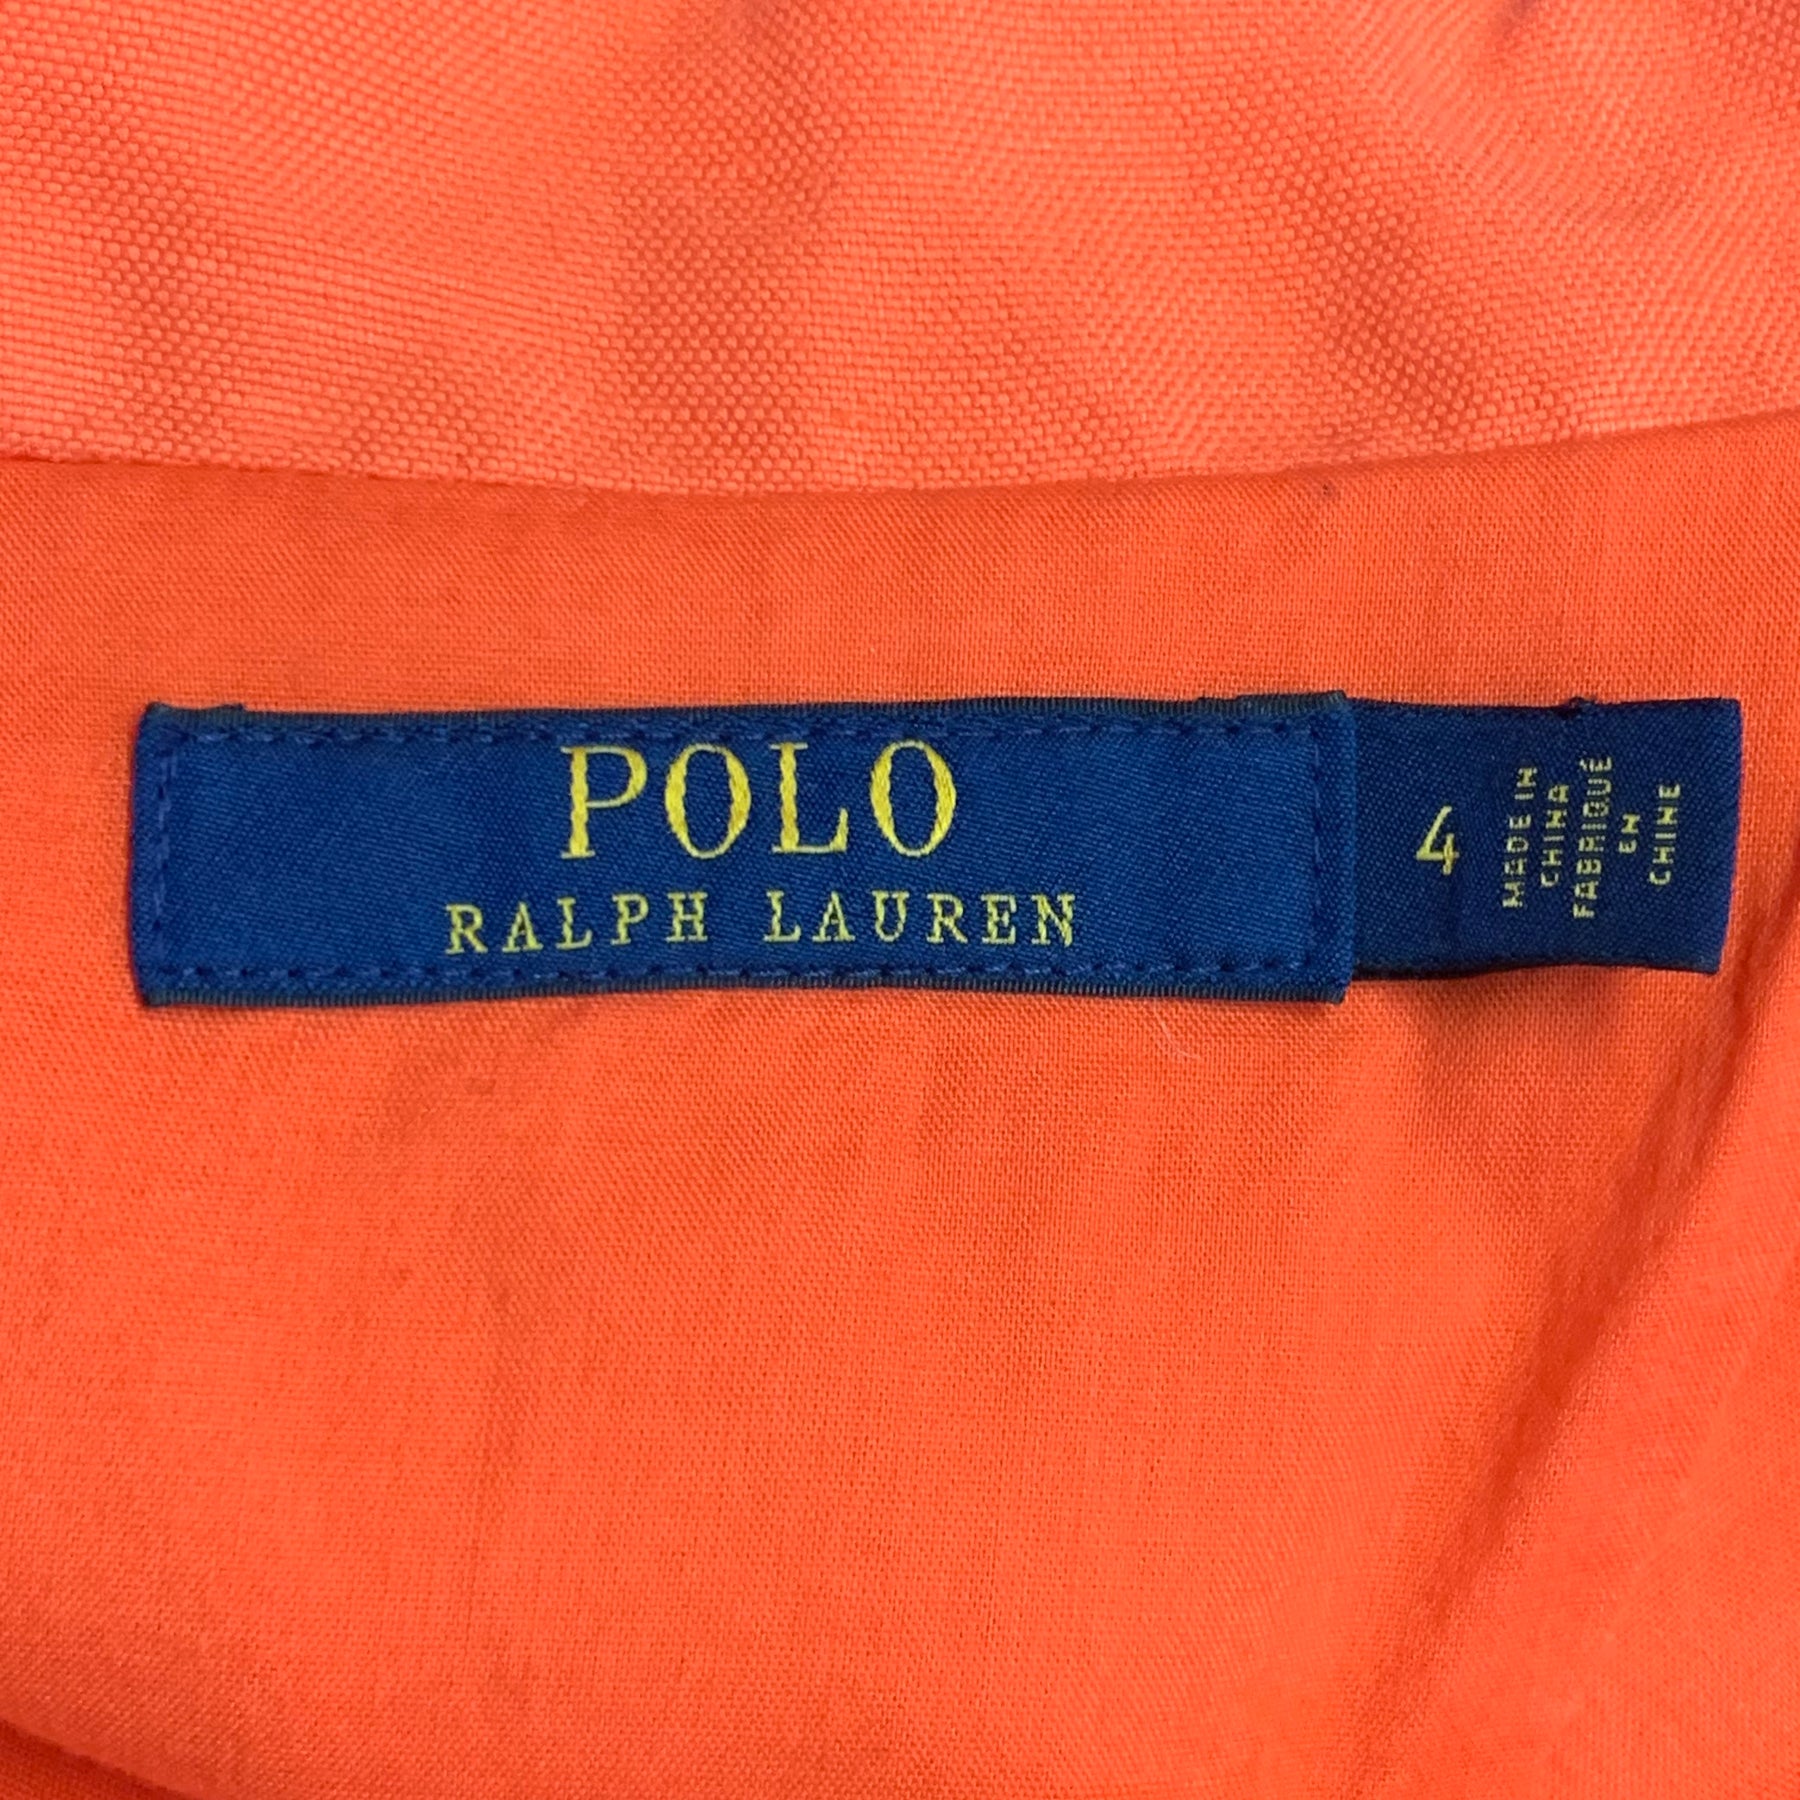 POLO
RALPH LAUREN
4
MADE IN
CHINA
FABRIQUÉ
EN
CHINE